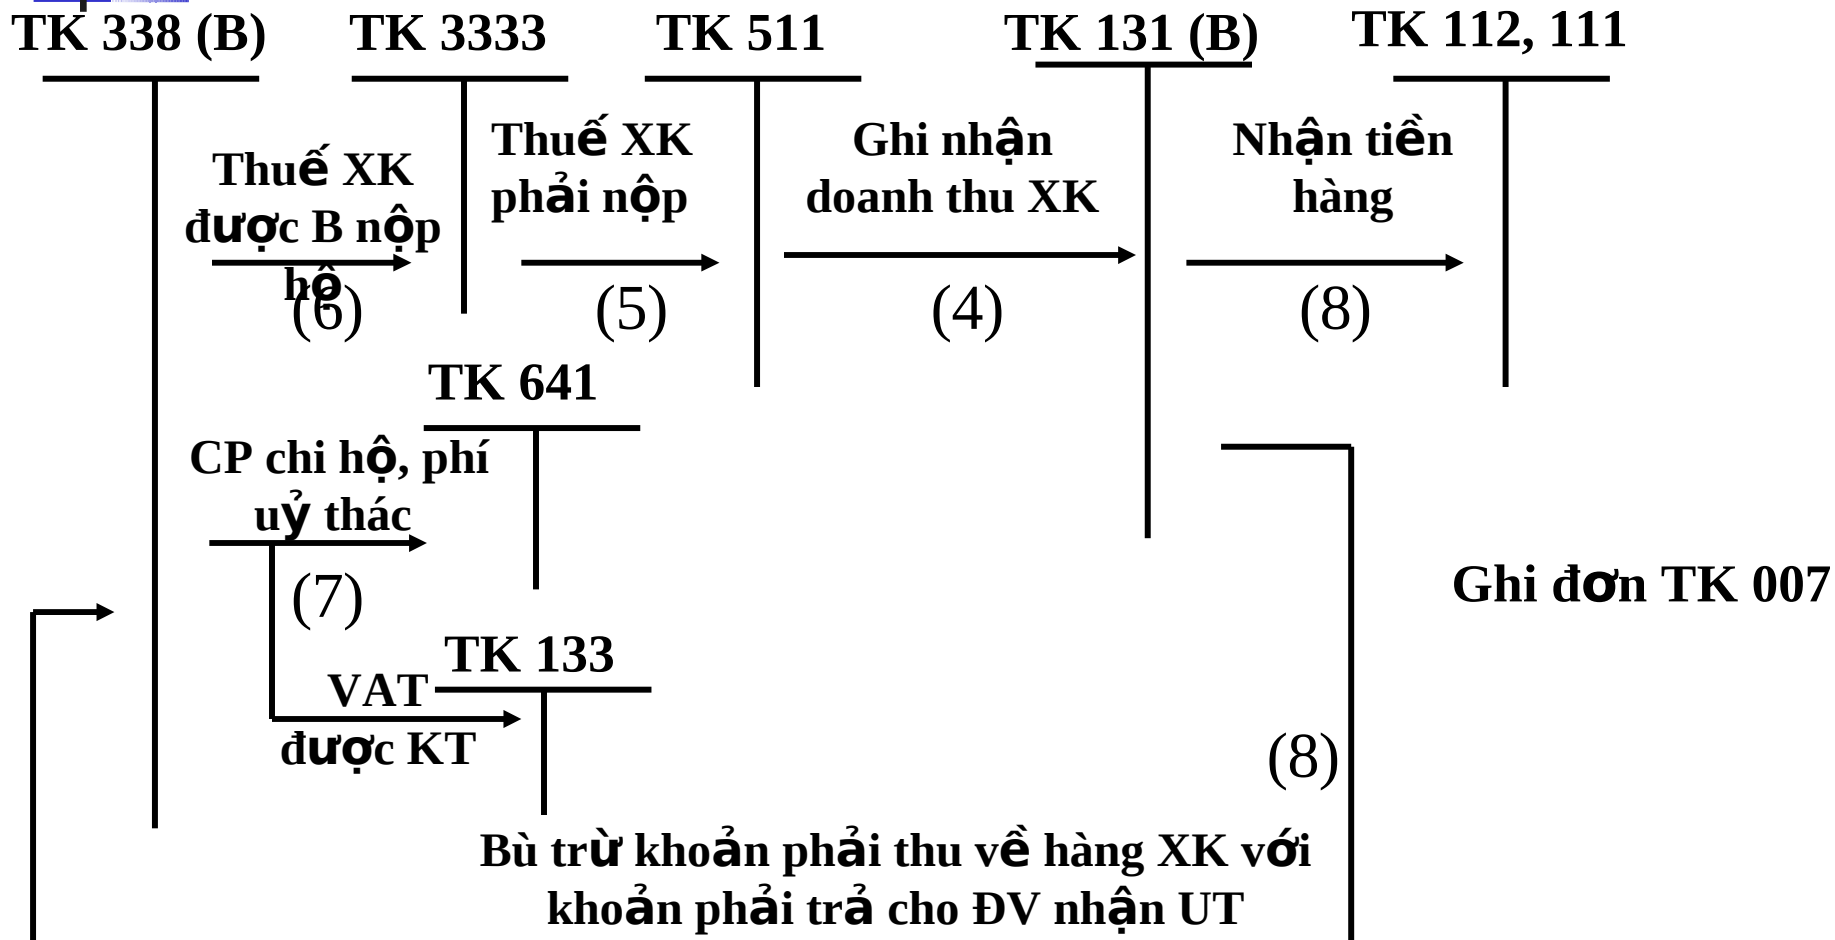 TK 338 (B) TK 3333 TK 511 TK 131 (B) TK 112, 111
Thuế XK
được B nộp
hộ
(6)
Thuế XK
phải nộp
(5)
Ghi nhận
doanh thu XK
(4)
Nhận tiền
hàng
(8)
TK 641
CP chi hộ, phí
uỷ thác
(7)
Ghi đơn TK 007
TK 133
VAT
được KT
(8)
Bù trừ khoản phải thu về hàng XK với
khoản phải trả cho ĐV nhận UT